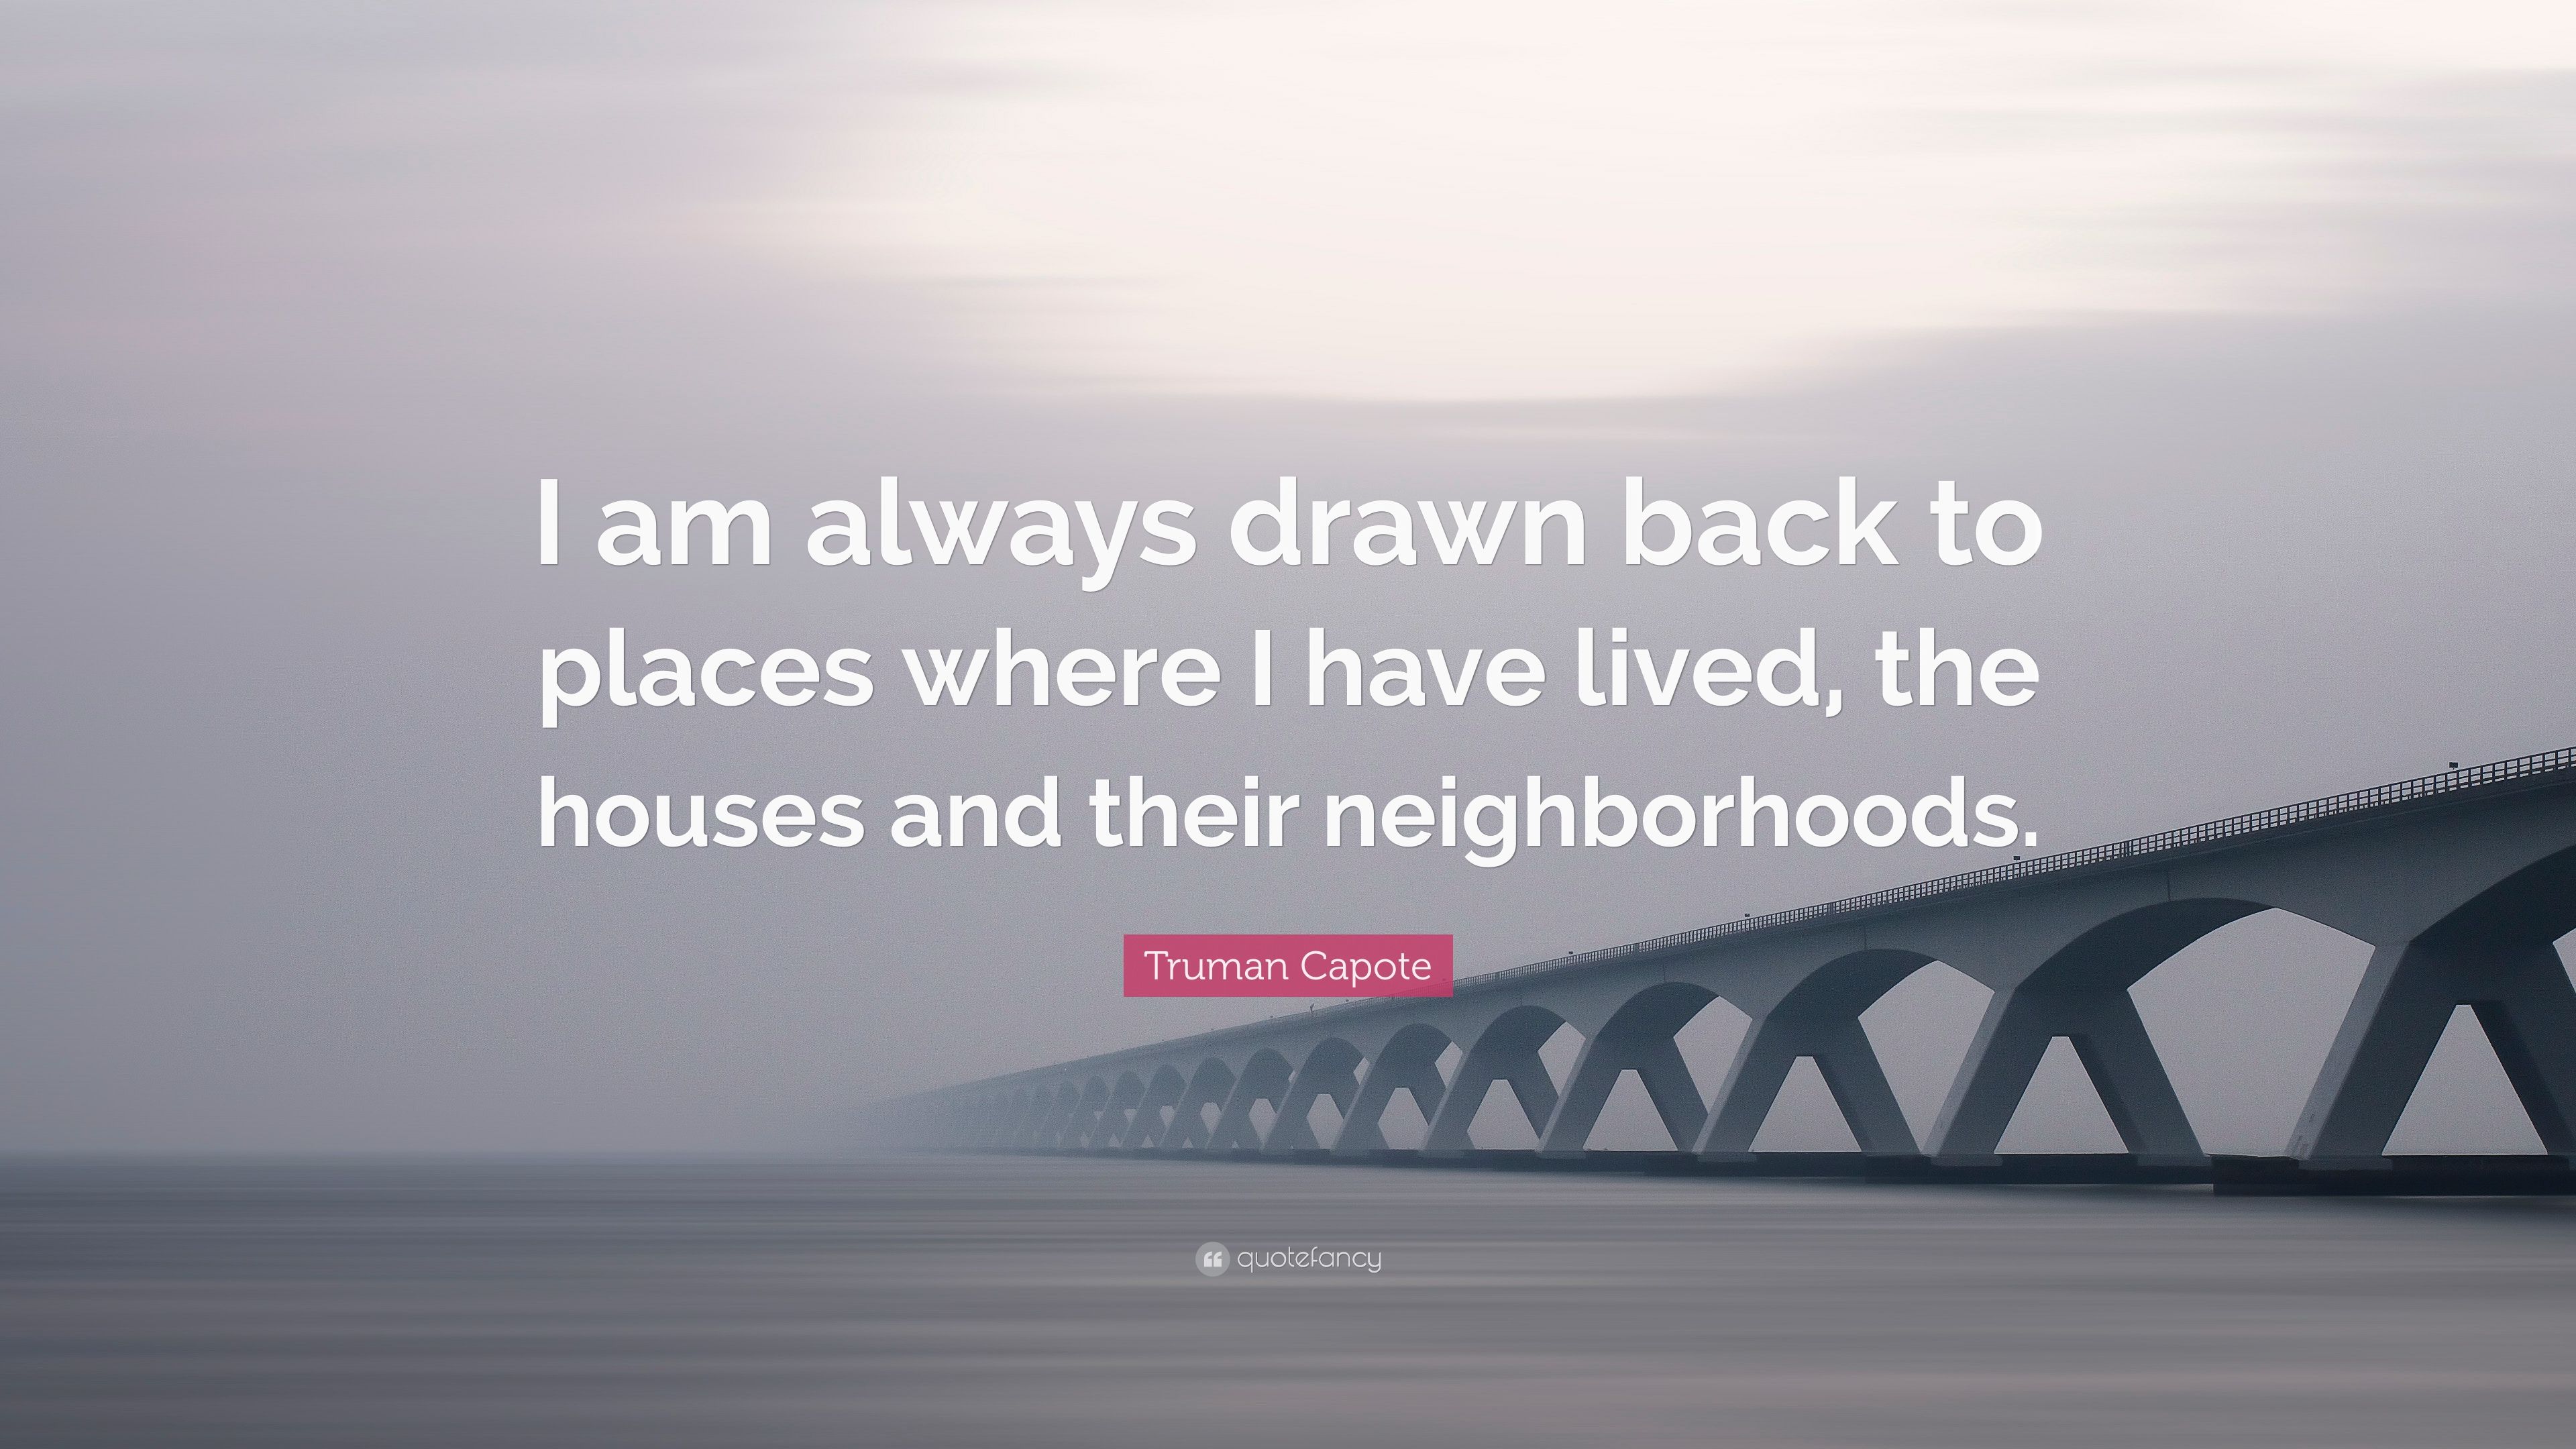 I am always drawn back to
places where I have lived, the
houses and their neighborhoods.
Truman Capote
quotefancy